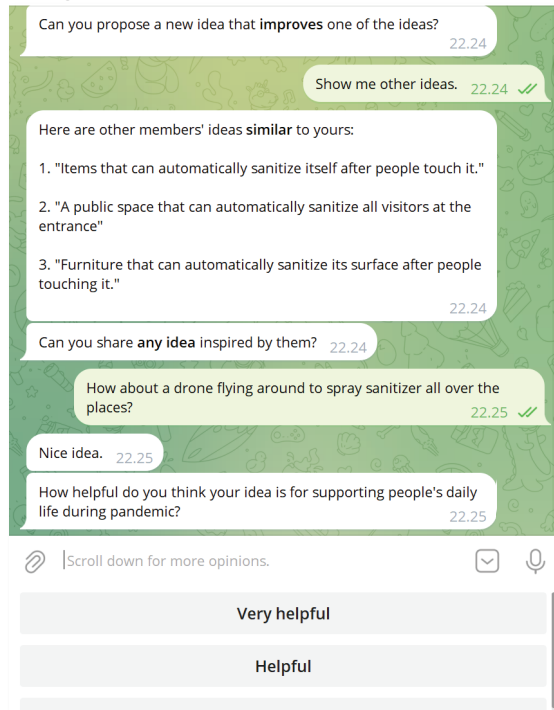 Can you propose a new idea that improves one of the ideas?
22.24
Show me other ideas. 22.24
Here are other members' ideas similar to yours:
1. "Items that can automatically sanitize itself after people touch it."
2. "A public space that can automatically sanitize all visitors at the
entrance"
3. "Furniture that can automatically sanitize its surface after people
touching it."
22.24
Can you share any idea inspired by them? 22.24
How about a drone flying around to spray sanitizer all over the
places?
22.25
Nice idea. 22.25
How helpful do you think your idea is for supporting people's daily
life during pandemic?
22.25
Scroll down for more opinions.
Very helpful
Helpful